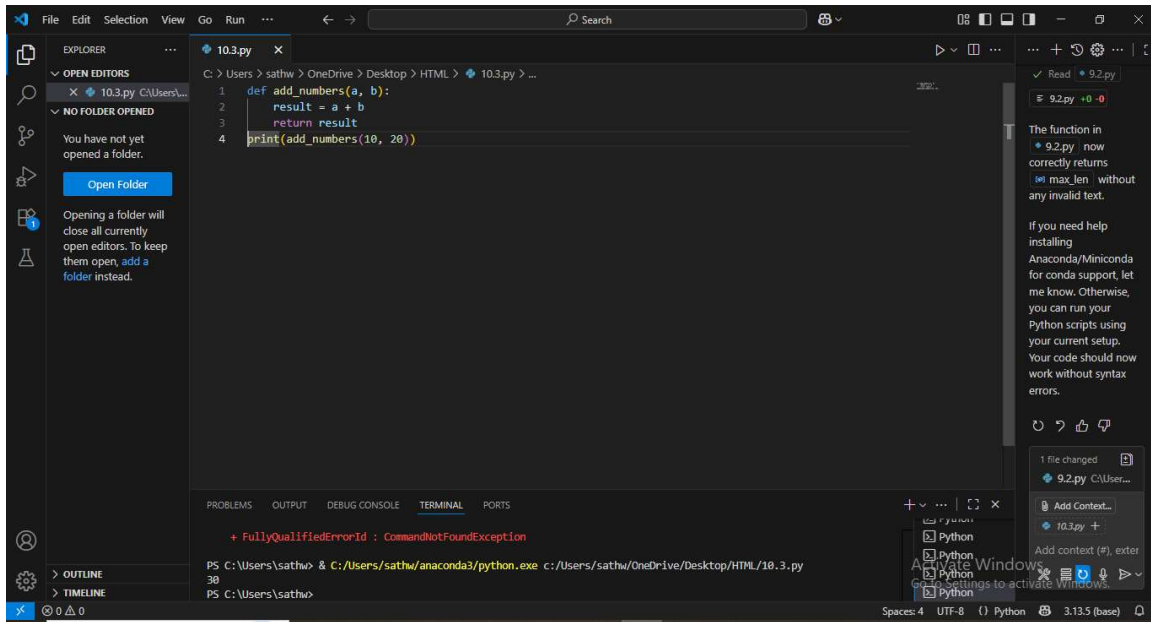 File Edit Selection View Go Run ... Search
EXPLORER ...
OPEN EDITORS
10.3.py C:\Users\...
NO FOLDER OPENED
You have not yet
opened a folder.
Open Folder
Opening a folder will
close all currently
open editors. To keep
them open, add a
folder instead.
OUTLINE
TIMELINE
10.3.py
C: > Users > sathw > OneDrive > Desktop > HTML > 10.3.py > ...
1 def add_numbers(a, b):
2 result = a + b
3 return result
4 print(add_numbers(10, 20))
PROBLEMS OUTPUT DEBUG CONSOLE TERMINAL PORTS
+ FullyQualifiedErrorId : CommandNotFoundException
PS C:\Users\sathw> & C:/Users/sathw/anaconda3/python.exe c:/Users/sathw/OneDrive/Desktop/HTML/10.3.py
30
PS C:\Users\sathw>
Python
Python
Python
Python
Python
Read 9.2.py
9.2.py +0 -0
The function in
9.2.py now
correctly returns
max_len without
any invalid text.
If you need help
installing
Anaconda/Miniconda
for conda support, let
me know. Otherwise,
you can run your
Python scripts using
your current setup.
Your code should now
work without syntax
errors.
1 file changed
9.2.py C:\User...
Add Context...
10.3.py +
Add context (#), exter
Activate Windows
Go to Settings to activate Windows.
0 0 Spaces: 4 UTF-8 {} Python 3.13.5 (base)